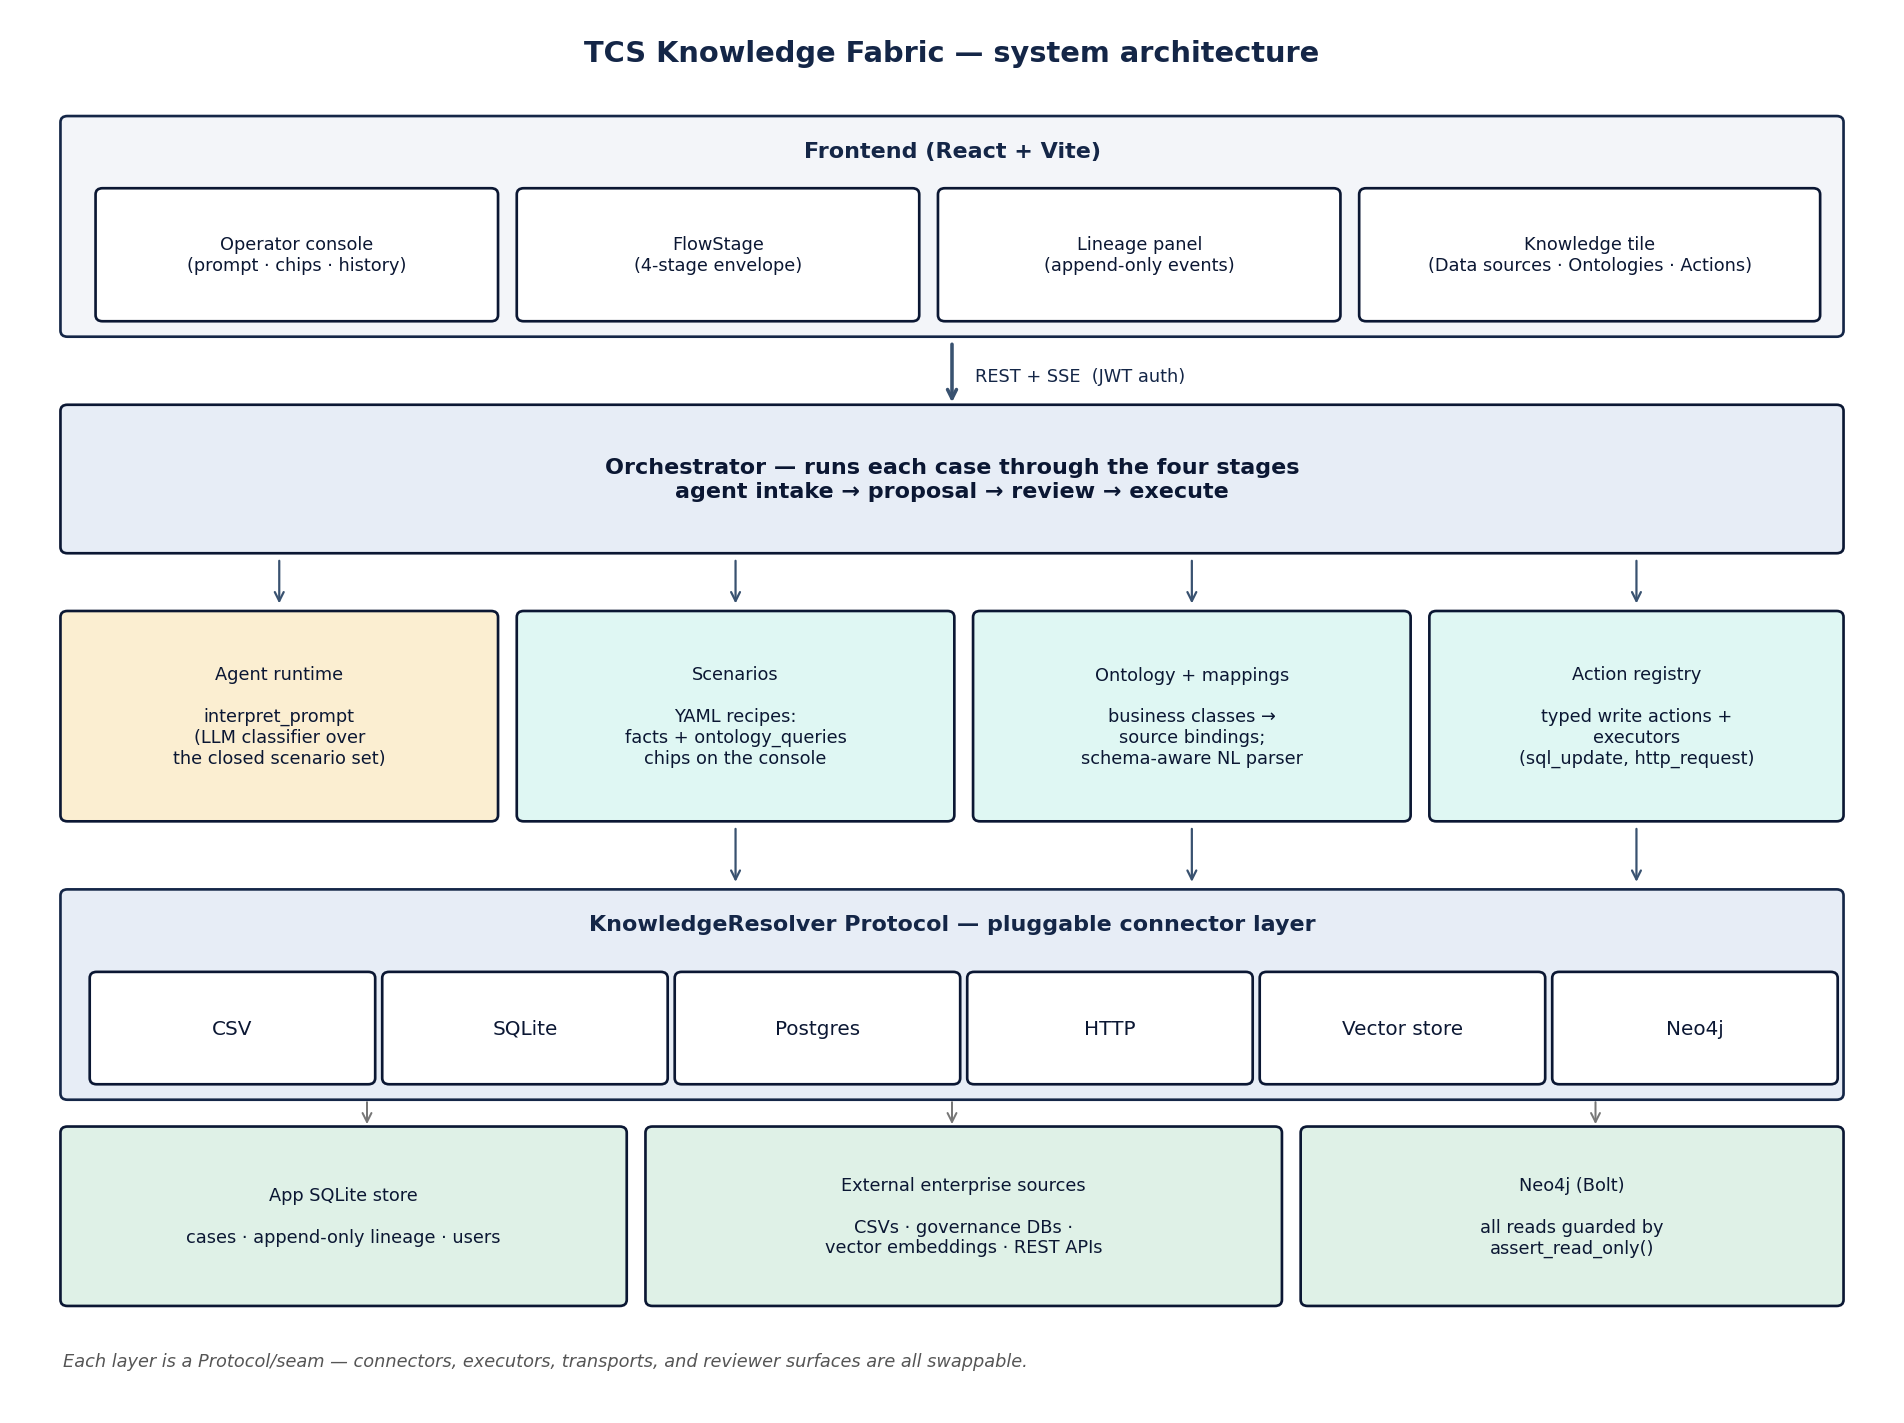 TCS Knowledge Fabric — system architecture
Frontend (React + Vite)
Operator console
(prompt · chips · history)
FlowStage
(4-stage envelope)
Lineage panel
(append-only events)
Knowledge tile
(Data sources · Ontologies · Actions)
REST + SSE  (JWT auth)
Orchestrator — runs each case through the four stages
agent intake → proposal → review → execute
Agent runtime
interpret_prompt
(LLM classifier over
the closed scenario set)
Scenarios
YAML recipes:
facts + ontology_queries
chips on the console
Ontology + mappings
business classes →
source bindings;
schema-aware NL parser
Action registry
typed write actions +
executors
(sql_update, http_request)
KnowledgeResolver Protocol — pluggable connector layer
CSV
SQLite
Postgres
HTTP
Vector store
Neo4j
App SQLite store
cases · append-only lineage · users
External enterprise sources
CSVs · governance DBs ·
vector embeddings · REST APIs
Neo4j (Bolt)
all reads guarded by
assert_read_only()
Each layer is a Protocol/seam — connectors, executors, transports, and reviewer surfaces are all swappable.